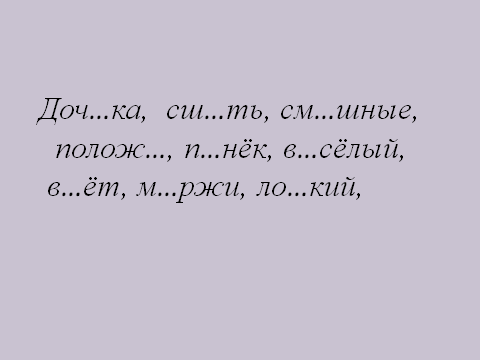 Доч...ка, сш...ть, см...шные,
полож..., п...нёк, в...сёлый,
в...ёт, м...ржи, ло...кий,